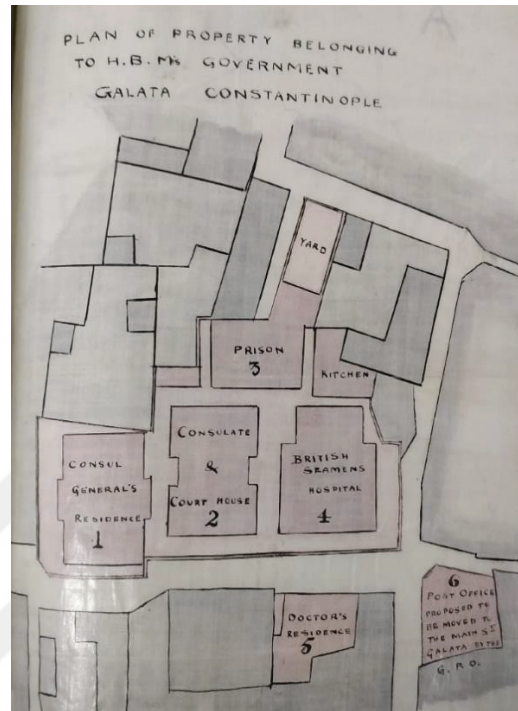 A
PLAN OF PROPERTY BELONGING
TO H.B.M's GOVERNMENT
GALATA CONSTANTINOPLE
YARD
PRISON
3
KITCHEN
CONSUL
GENERAL'S
RESIDENCE
1
CONSULATE
&
COURT HOUSE
2
BRITISH
SEAMENS
HOSPITAL
4
DOCTOR'S
RESIDENCE
5
6
POST OFFICE
PROPOSED TO
BE MOVED TO
THE MAIN ST
GALATA BY THE
G.P.O.